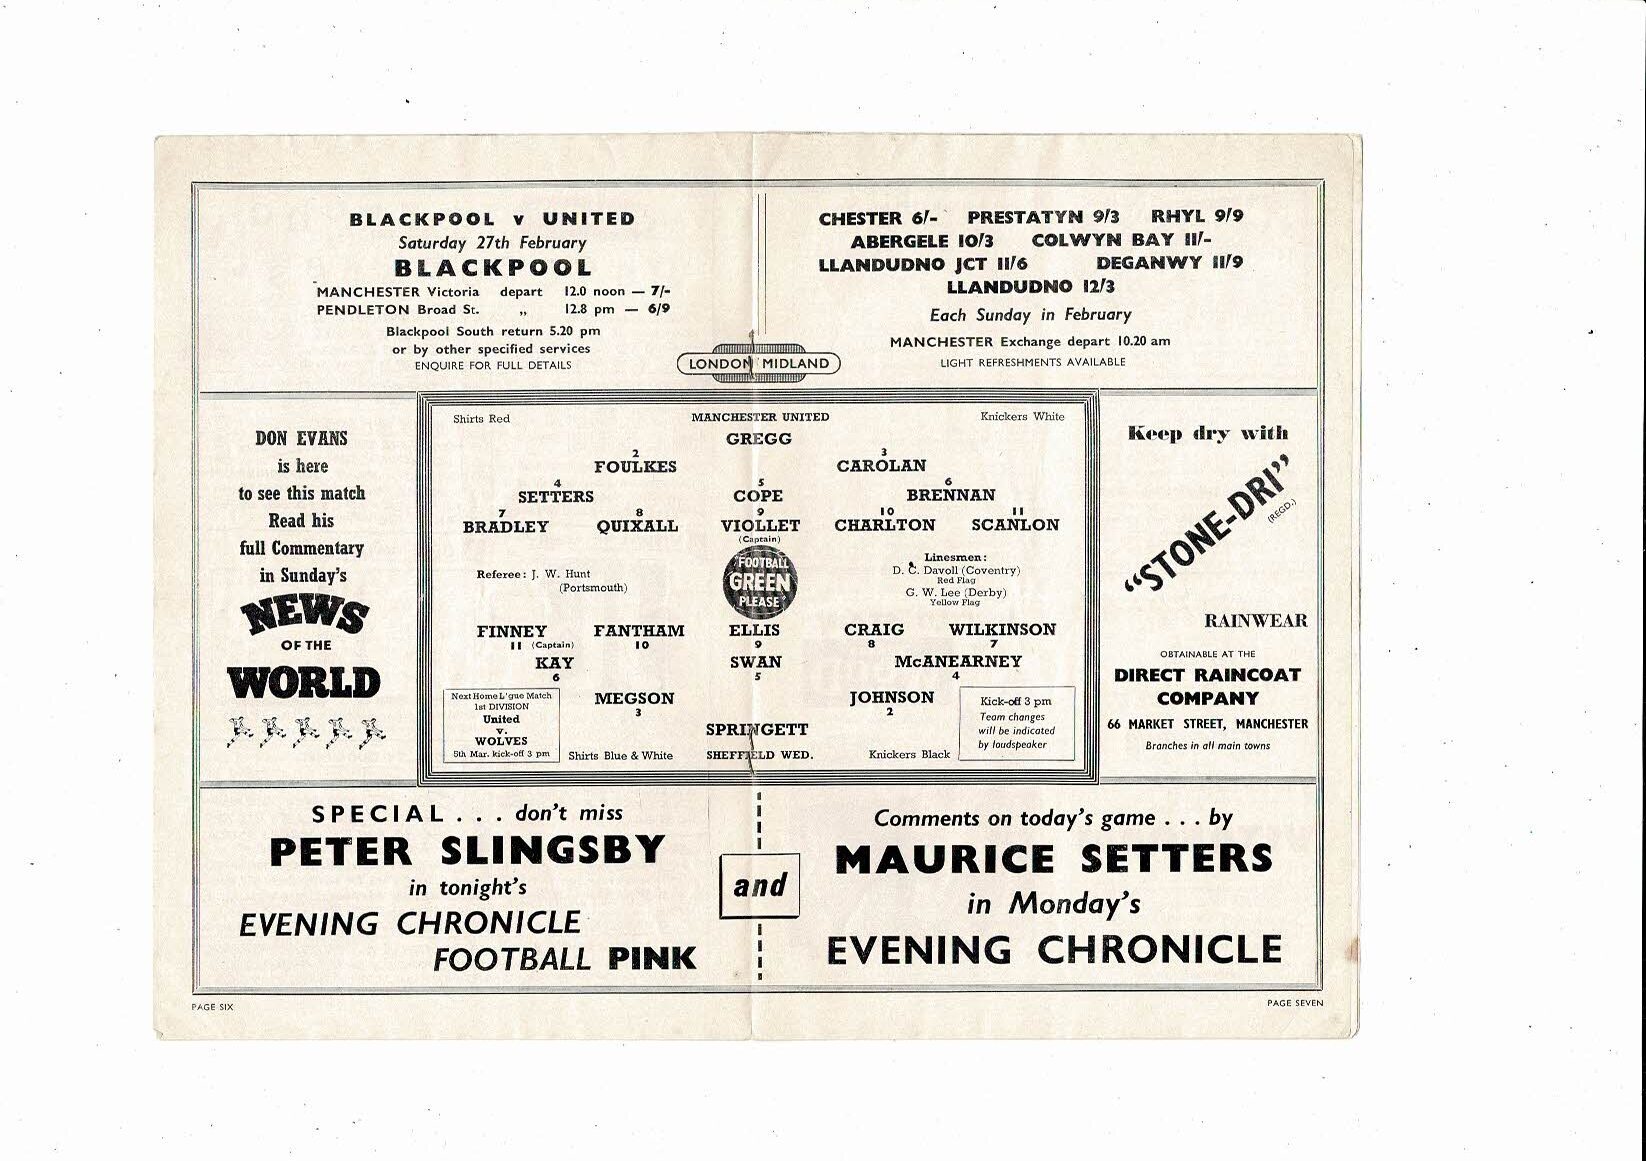 BLACKPOOL v UNITED
Saturday 27th February
BLACKPOOL
MANCHESTER Victoria depart 12.0 noon — 7/-
PENDLETON Broad St. ,, 12.8 pm — 6/9
Blackpool South return 5.20 pm
or by other specified services
ENQUIRE FOR FULL DETAILS
CHESTER 6/- PRESTATYN 9/3 RHYL 9/9
ABERGELE 10/3 COLWYN BAY 11/-
LLANDUDNO JCT 11/6 DEGANWY 11/9
LLANDUDNO 12/3
Each Sunday in February
MANCHESTER Exchange depart 10.20 am
LIGHT REFRESHMENTS AVAILABLE
LONDON MIDLAND
DON EVANS
is here
to see this match
Read his
full Commentary
in Sunday's
NEWS
OF THE
WORLD
Shirts Red MANCHESTER UNITED Knickers White
GREGG
2 3
FOULKES CAROLAN
4 5 6
SETTERS COPE BRENNAN
7 8 9 10 11
BRADLEY QUIXALL VIOLLET CHARLTON SCANLON
(Captain)
Referee: J. W. Hunt
(Portsmouth)
FOOTBALL
GREEN
PLEASE
Linesmen:
D. C. Davoll (Coventry)
Red Flag
G. W. Lee (Derby)
Yellow Flag
FINNEY FANTHAM ELLIS CRAIG WILKINSON
11 (Captain) 10 9 8 7
KAY SWAN McANEARNEY
6 5 4
MEGSON JOHNSON
3 2
SPRINGETT
Shirts Blue & White SHEFFIELD WED. Knickers Black
Next Home L'gue Match
1st DIVISION
United
v.
WOLVES
5th Mar. kick-off 3 pm
Kick-off 3 pm
Team changes
will be indicated
by loudspeaker
Keep dry with
"STONE-DRI"
(REGD.)
RAINWEAR
OBTAINABLE AT THE
DIRECT RAINCOAT
COMPANY
66 MARKET STREET, MANCHESTER
Branches in all main towns
SPECIAL . . . don't miss
PETER SLINGSBY
in tonight's
EVENING CHRONICLE
FOOTBALL PINK
and
Comments on today's game . . . by
MAURICE SETTERS
in Monday's
EVENING CHRONICLE
PAGE SIX
PAGE SEVEN